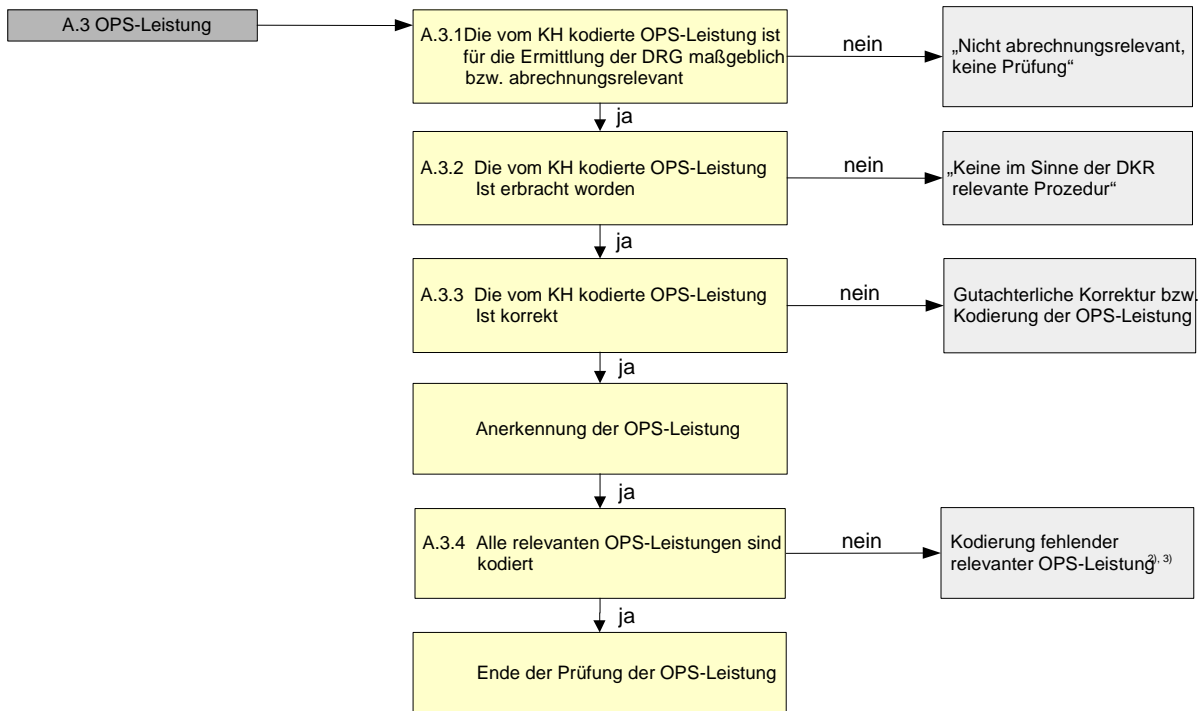 A.3 OPS-Leistung
A.3.1 Die vom KH kodierte OPS-Leistung ist
für die Ermittlung der DRG maßgeblich
bzw. abrechnungsrelevant
nein
„Nicht abrechnungsrelevant,
keine Prüfung“
ja
A.3.2 Die vom KH kodierte OPS-Leistung
Ist erbracht worden
nein
„Keine im Sinne der DKR
relevante Prozedur“
ja
A.3.3 Die vom KH kodierte OPS-Leistung
Ist korrekt
nein
Gutachterliche Korrektur bzw.
Kodierung der OPS-Leistung
ja
Anerkennung der OPS-Leistung
ja
A.3.4 Alle relevanten OPS-Leistungen sind
kodiert
nein
Kodierung fehlender
relevanter OPS-Leistung 2), 3)
ja
Ende der Prüfung der OPS-Leistung